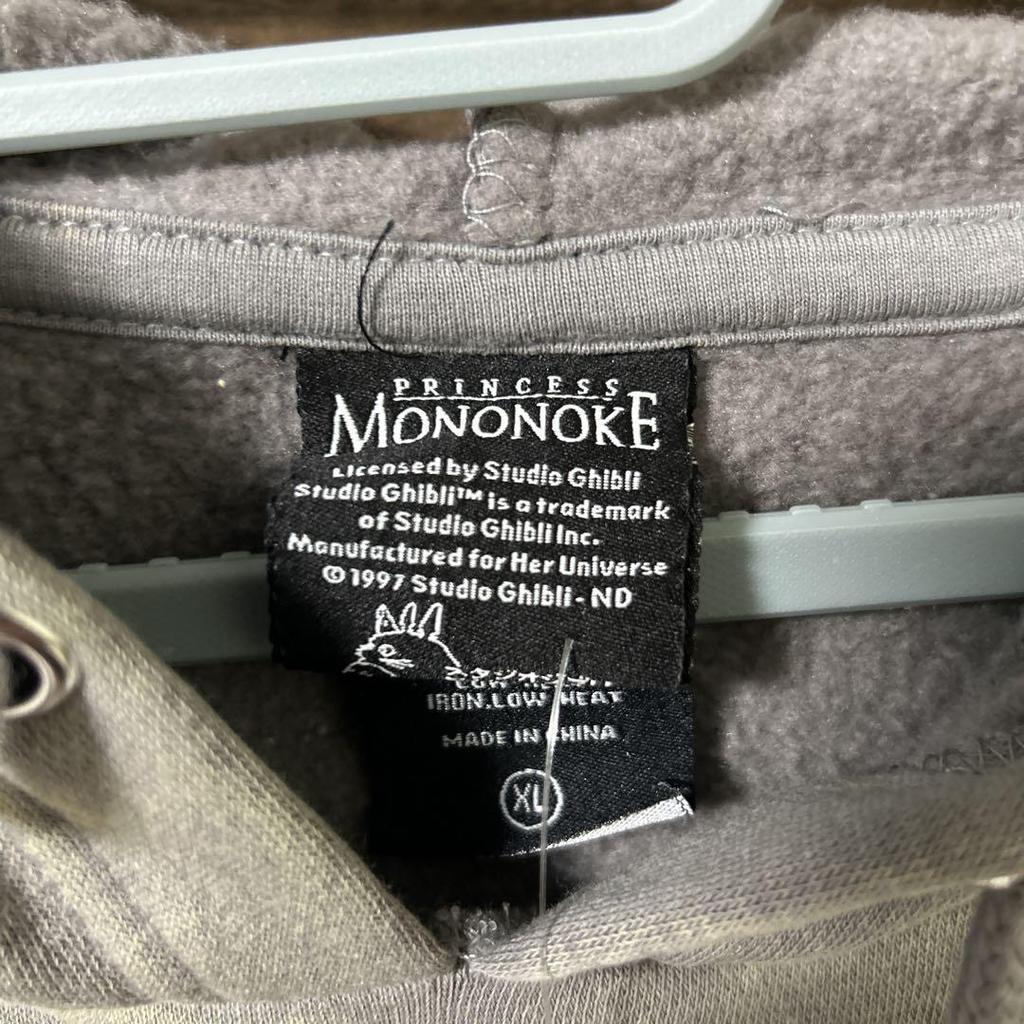 PRINCESS
MONONOKE
Licensed by Studio Ghibli
Studio Ghibli™ is a trademark
of Studio Ghibli Inc.
Manufactured for Her Universe
© 1997 Studio Ghibli - ND
IRON.LOW HEAT
MADE IN CHINA
XL